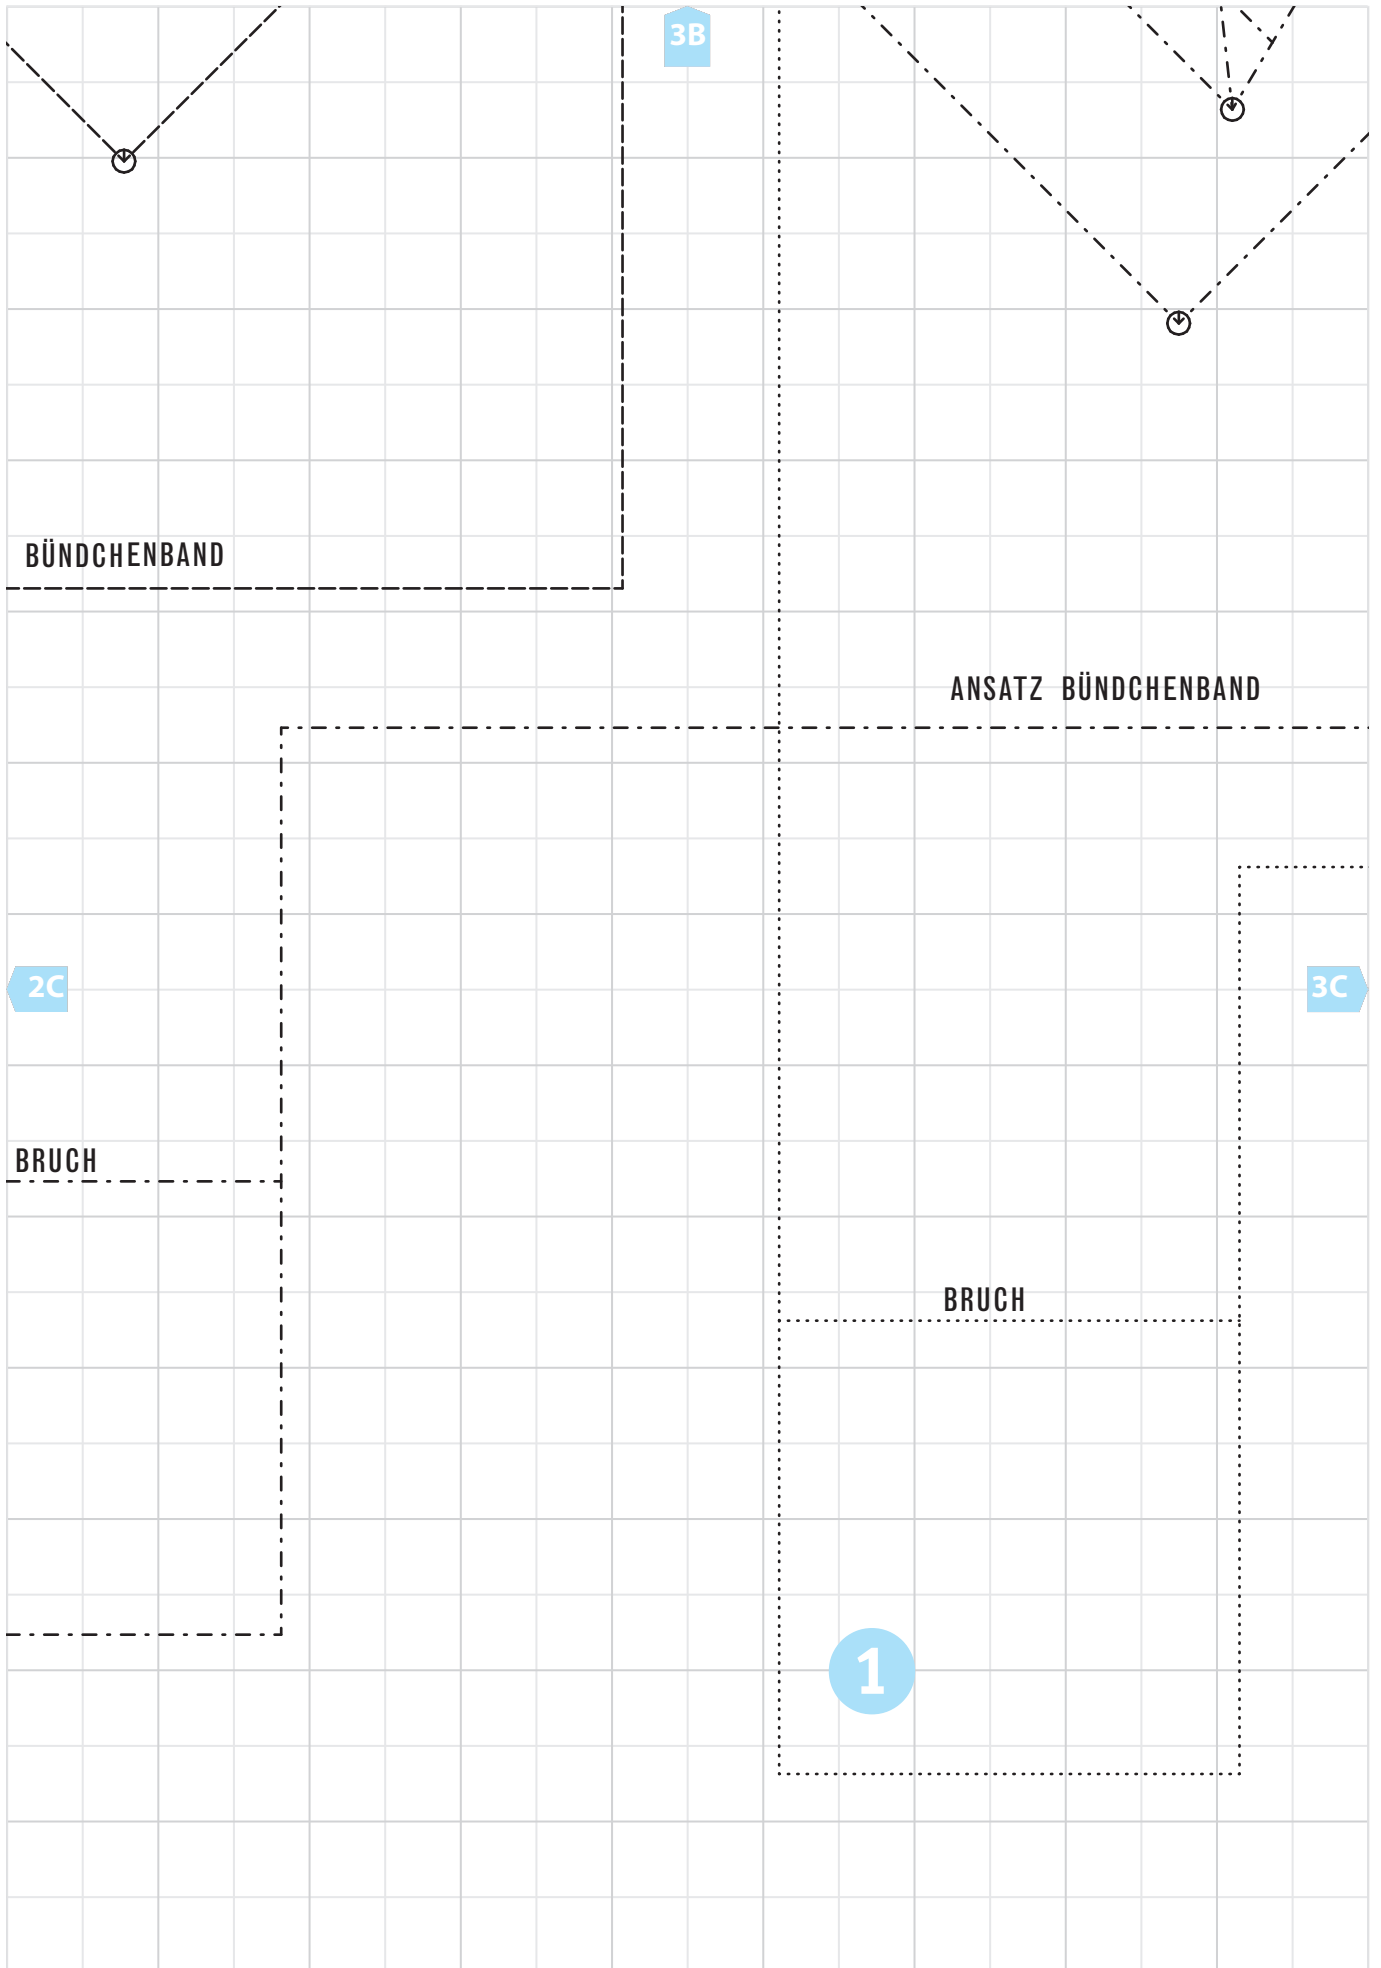 3B
BÜNDCHENBAND
ANSATZ BÜNDCHENBAND
2C
3C
BRUCH
BRUCH
1